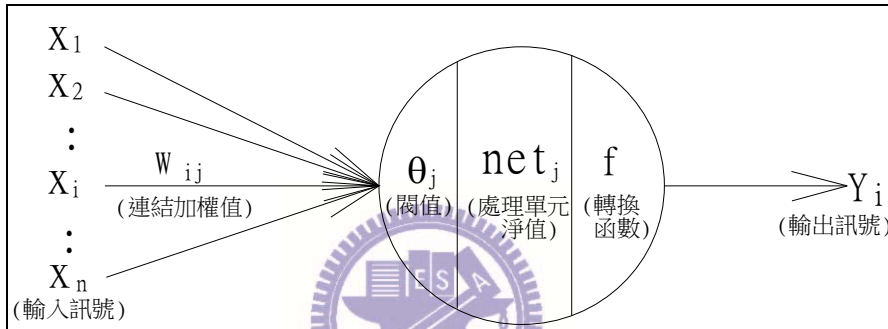 X1
X2
:
Xi
:
Xn
(輸入訊號)
W ij
(連結加權值)
θj
(閥值)
netj
(處理單元
淨值)
f
(轉換
函數)
Yi
(輸出訊號)
E S A